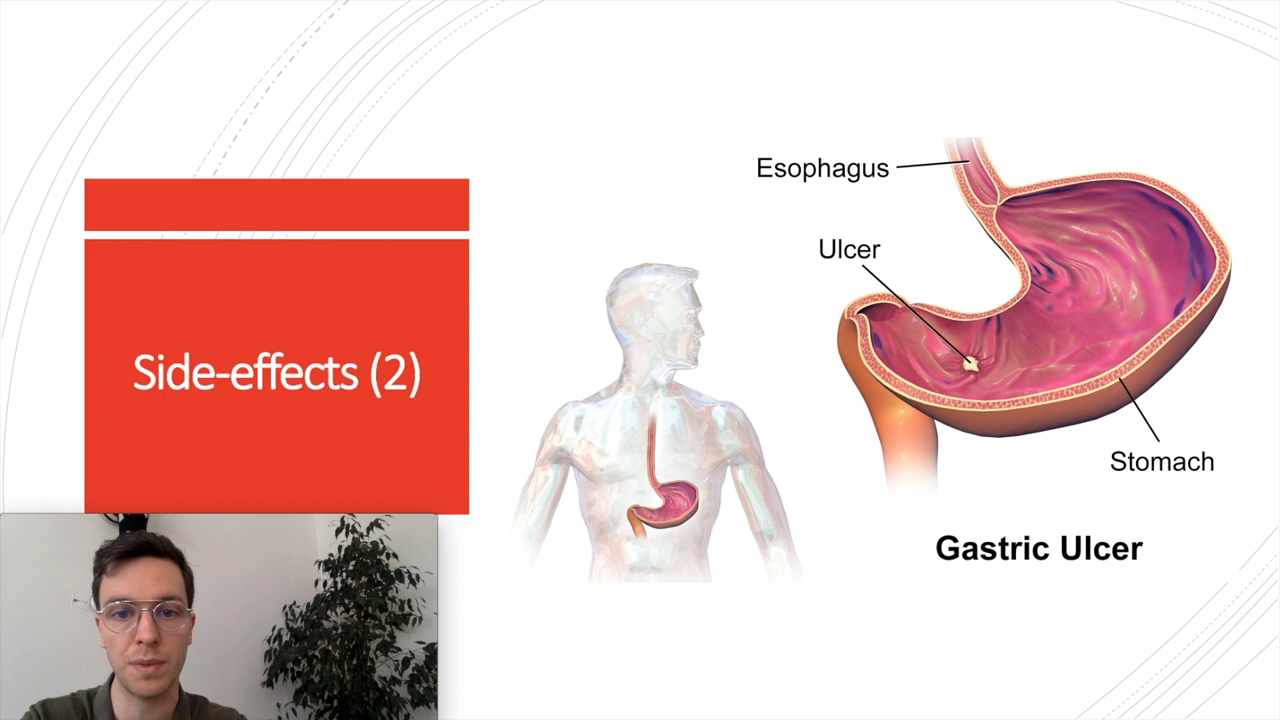 Side-effects (2)
Esophagus
Ulcer
Stomach
Gastric Ulcer